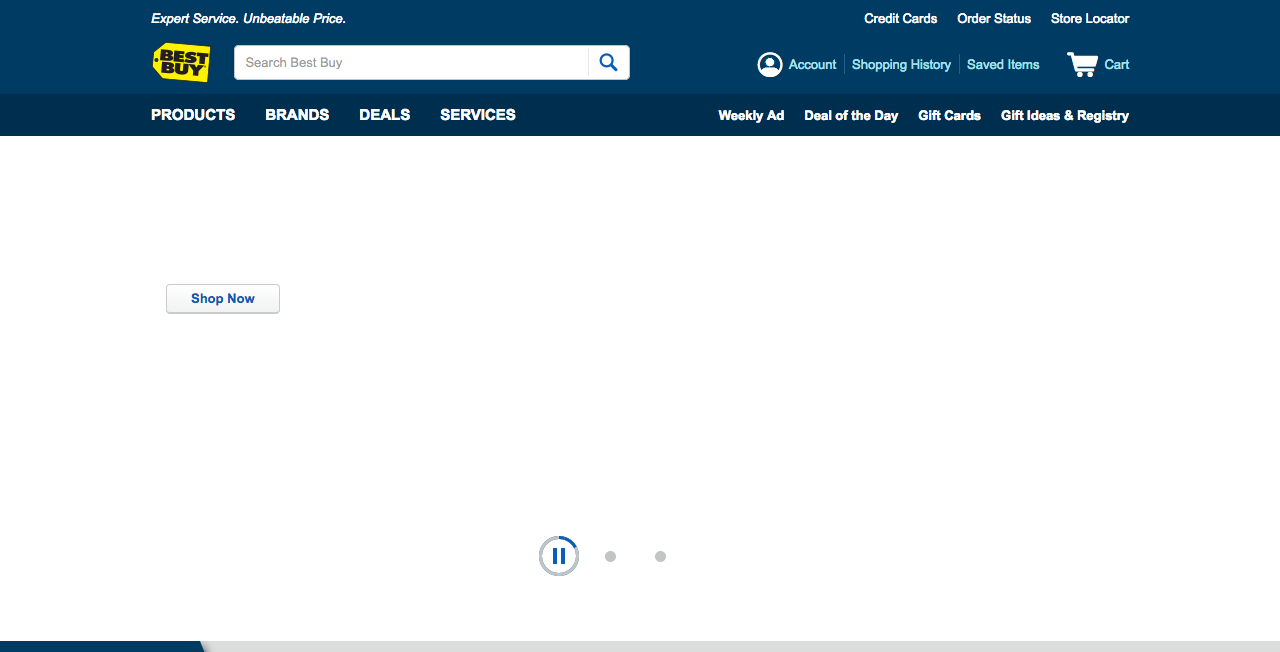 Expert Service. Unbeatable Price.
Credit Cards Order Status Store Locator
BEST BUY
Search Best Buy
Account Shopping History Saved Items Cart
PRODUCTS BRANDS DEALS SERVICES
Weekly Ad Deal of the Day Gift Cards Gift Ideas & Registry
Shop Now